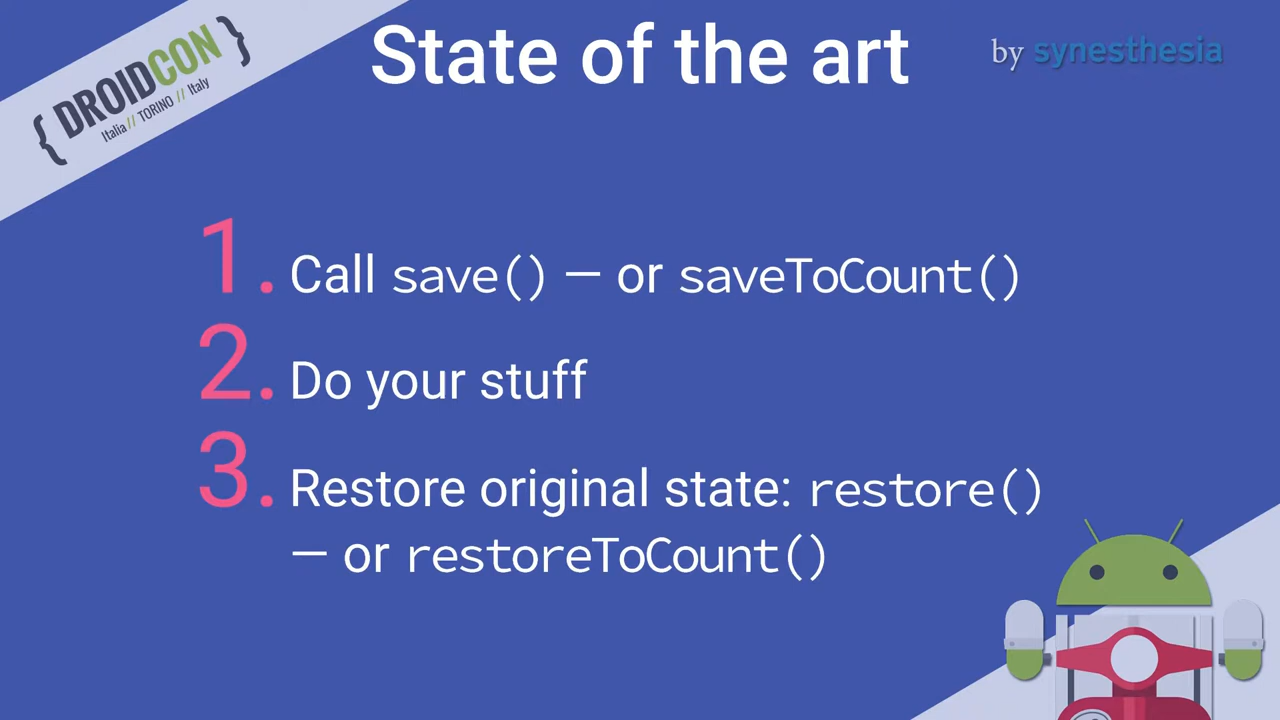 { DROIDCON }
Italia // TORINO // Italy
State of the art
by synesthesia
1. Call save() — or saveToCount()
2. Do your stuff
3. Restore original state: restore()
— or restoreToCount()